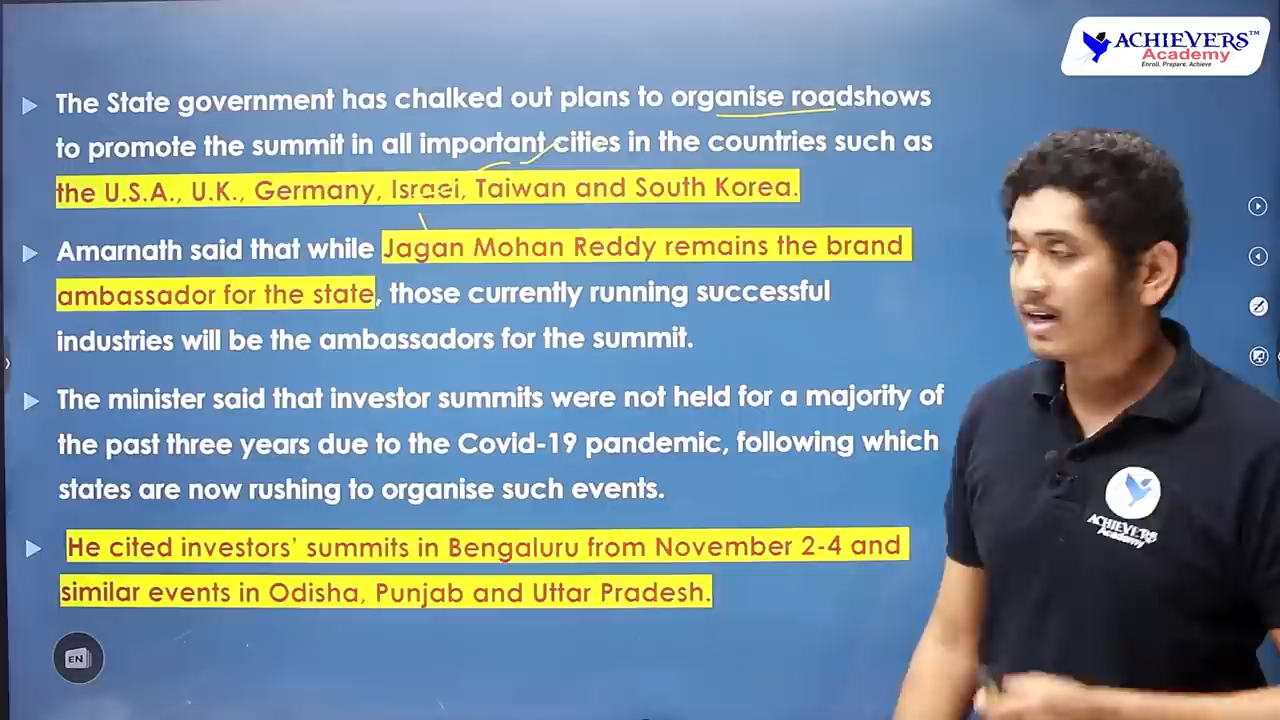 ACHIEVERS™
Academy
Enroll, Prepare, Achieve
The State government has chalked out plans to organise roadshows
to promote the summit in all important cities in the countries such as
the U.S.A., U.K., Germany, Israei, Taiwan and South Korea.
Amarnath said that while Jagan Mohan Reddy remains the brand
ambassador for the state, those currently running successful
industries will be the ambassadors for the summit.
The minister said that investor summits were not held for a majority of
the past three years due to the Covid-19 pandemic, following which
states are now rushing to organise such events.
He cited investors’ summits in Bengaluru from November 2-4 and
similar events in Odisha, Punjab and Uttar Pradesh.
EN
ACHIEVERS
Academy